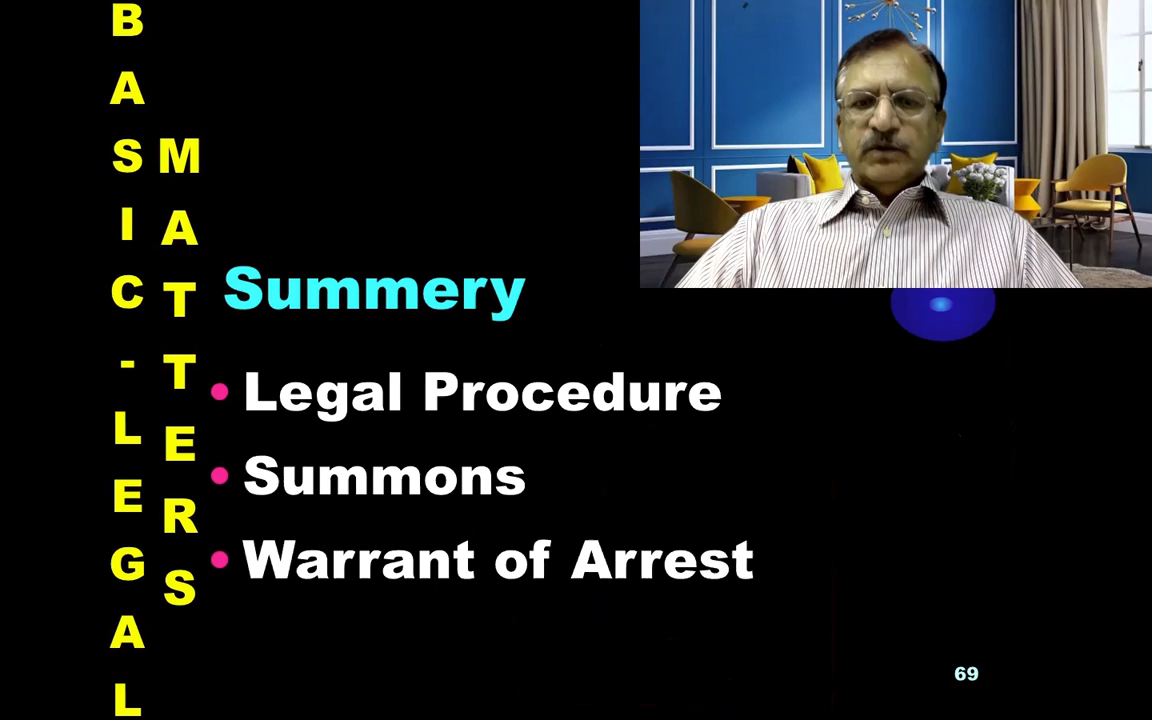 BASIC-LEGAL
MATTERS
Summery
• Legal Procedure
• Summons
• Warrant of Arrest
69